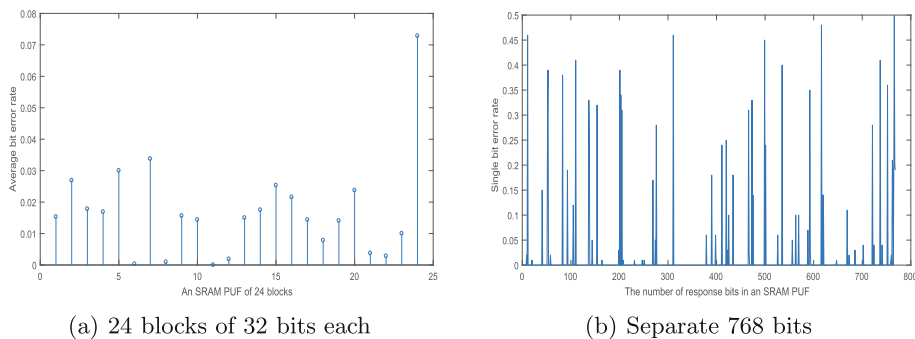 0.08
0.07
0.06
0.05
0.04
0.03
0.02
0.01
0
Average bit error rate
0 5 10 15 20 25
An SRAM PUF of 24 blocks
(a) 24 blocks of 32 bits each
0.5
0.45
0.4
0.35
0.3
0.25
0.2
0.15
0.1
0.05
0
Single bit error rate
0 100 200 300 400 500 600 700 800
The number of response bits in an SRAM PUF
(b) Separate 768 bits